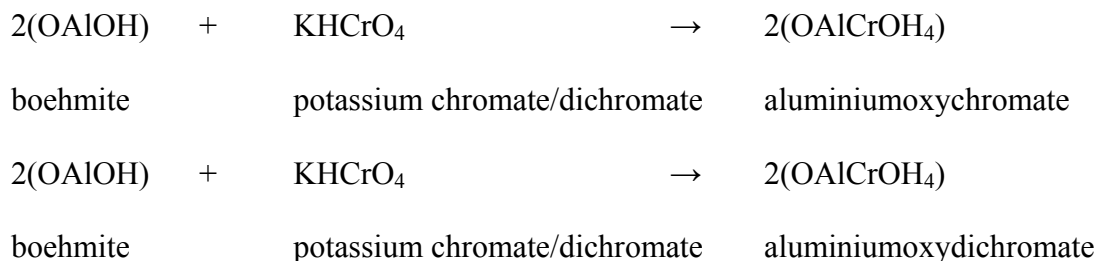 2(OAlOH) + KHCrO₄ → 2(OAlCrOH₄)
boehmite potassium chromate/dichromate aluminiumoxychromate
2(OAlOH) + KHCrO₄ → 2(OAlCrOH₄)
boehmite potassium chromate/dichromate aluminiumoxydichromate